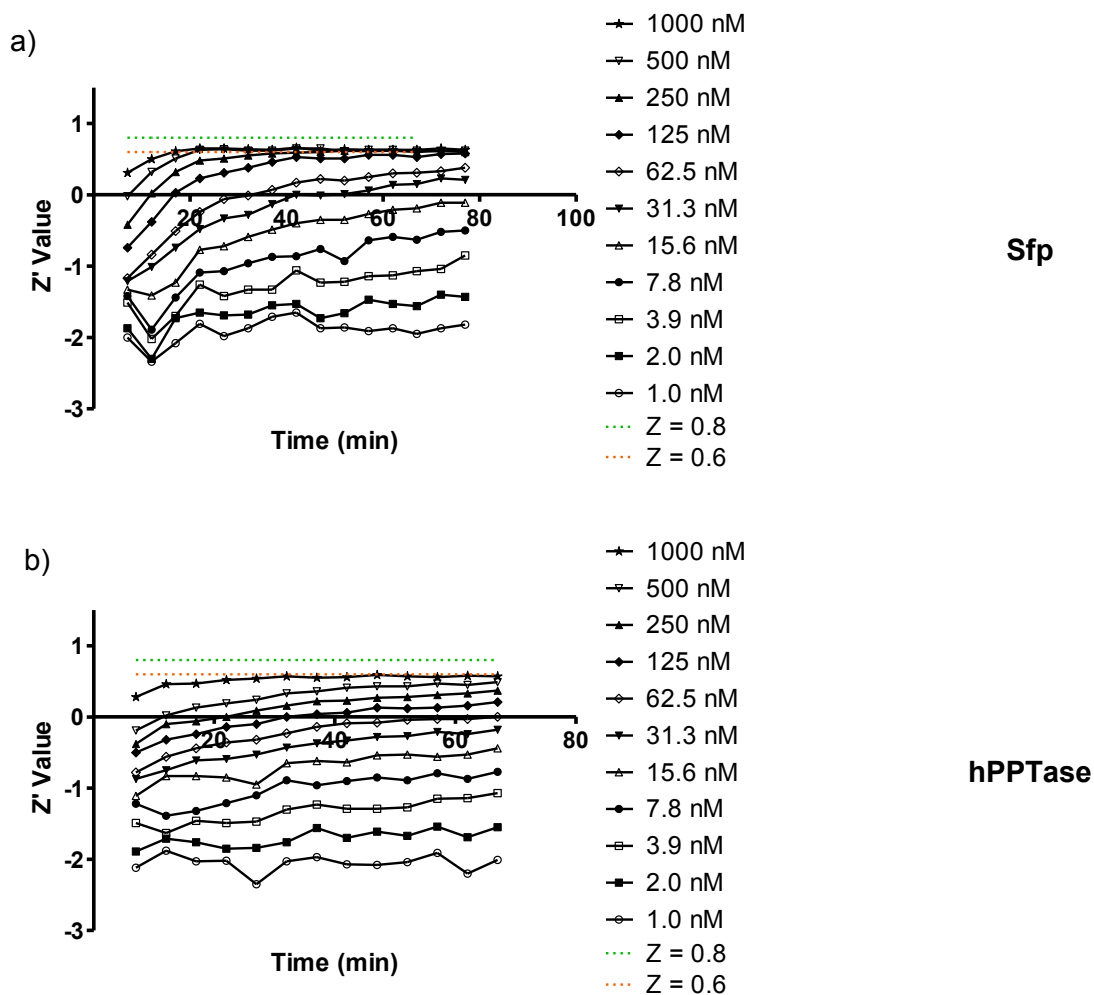 a)
1000 nM
500 nM
250 nM
125 nM
62.5 nM
31.3 nM
15.6 nM
7.8 nM
3.9 nM
2.0 nM
1.0 nM
Z = 0.8
Z = 0.6
Sfp
Z' Value
1
0
-1
-2
-3
20
40
60
80
100
Time (min)
b)
1000 nM
500 nM
250 nM
125 nM
62.5 nM
31.3 nM
15.6 nM
7.8 nM
3.9 nM
2.0 nM
1.0 nM
Z = 0.8
Z = 0.6
hPPTase
Z' Value
1
0
-1
-2
-3
20
40
60
80
Time (min)